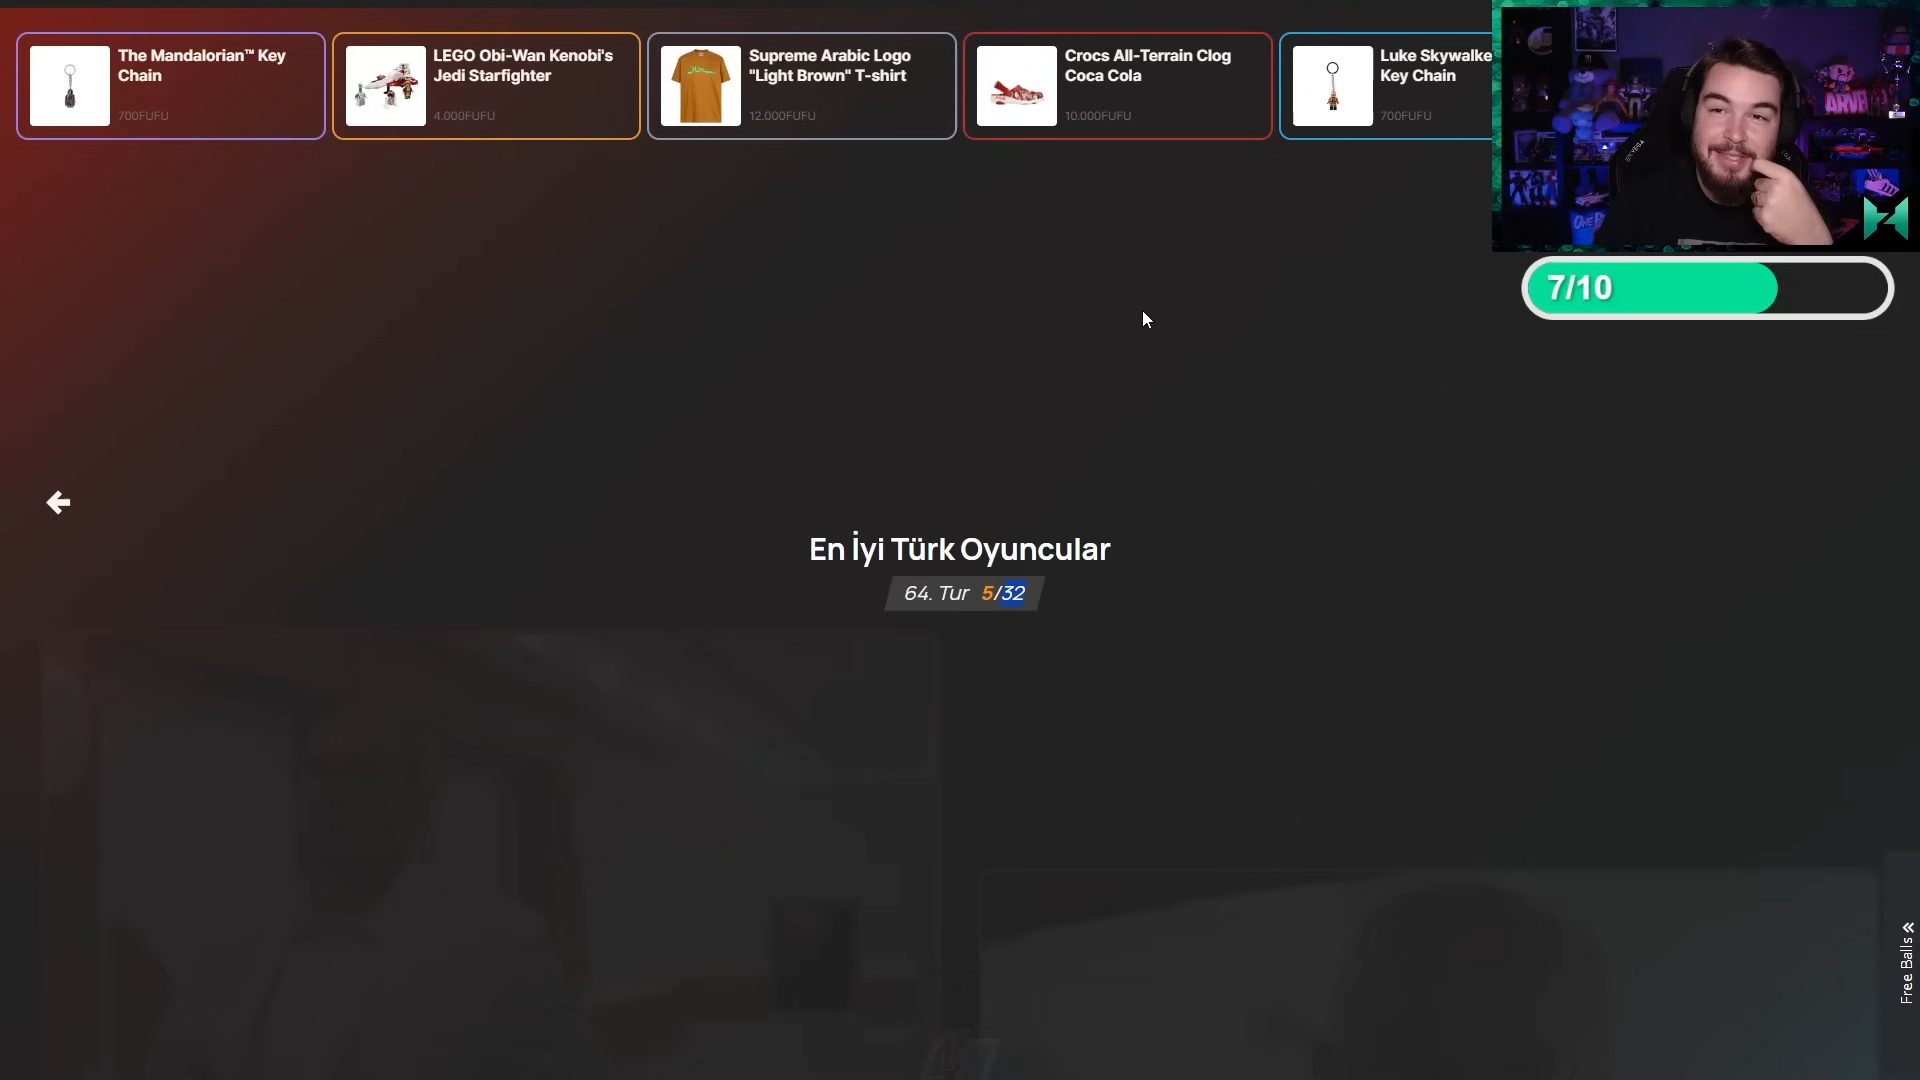 The Mandalorian™ Key
Chain
700FUFU
LEGO Obi-Wan Kenobi's
Jedi Starfighter
4.000FUFU
Supreme Arabic Logo
"Light Brown" T-shirt
12.000FUFU
Crocs All-Terrain Clog
Coca Cola
10.000FUFU
Luke Skywalke
Key Chain
700FUFU
ARVE
7/10
En İyi Türk Oyuncular
64. Tur 5/32
Free Balls